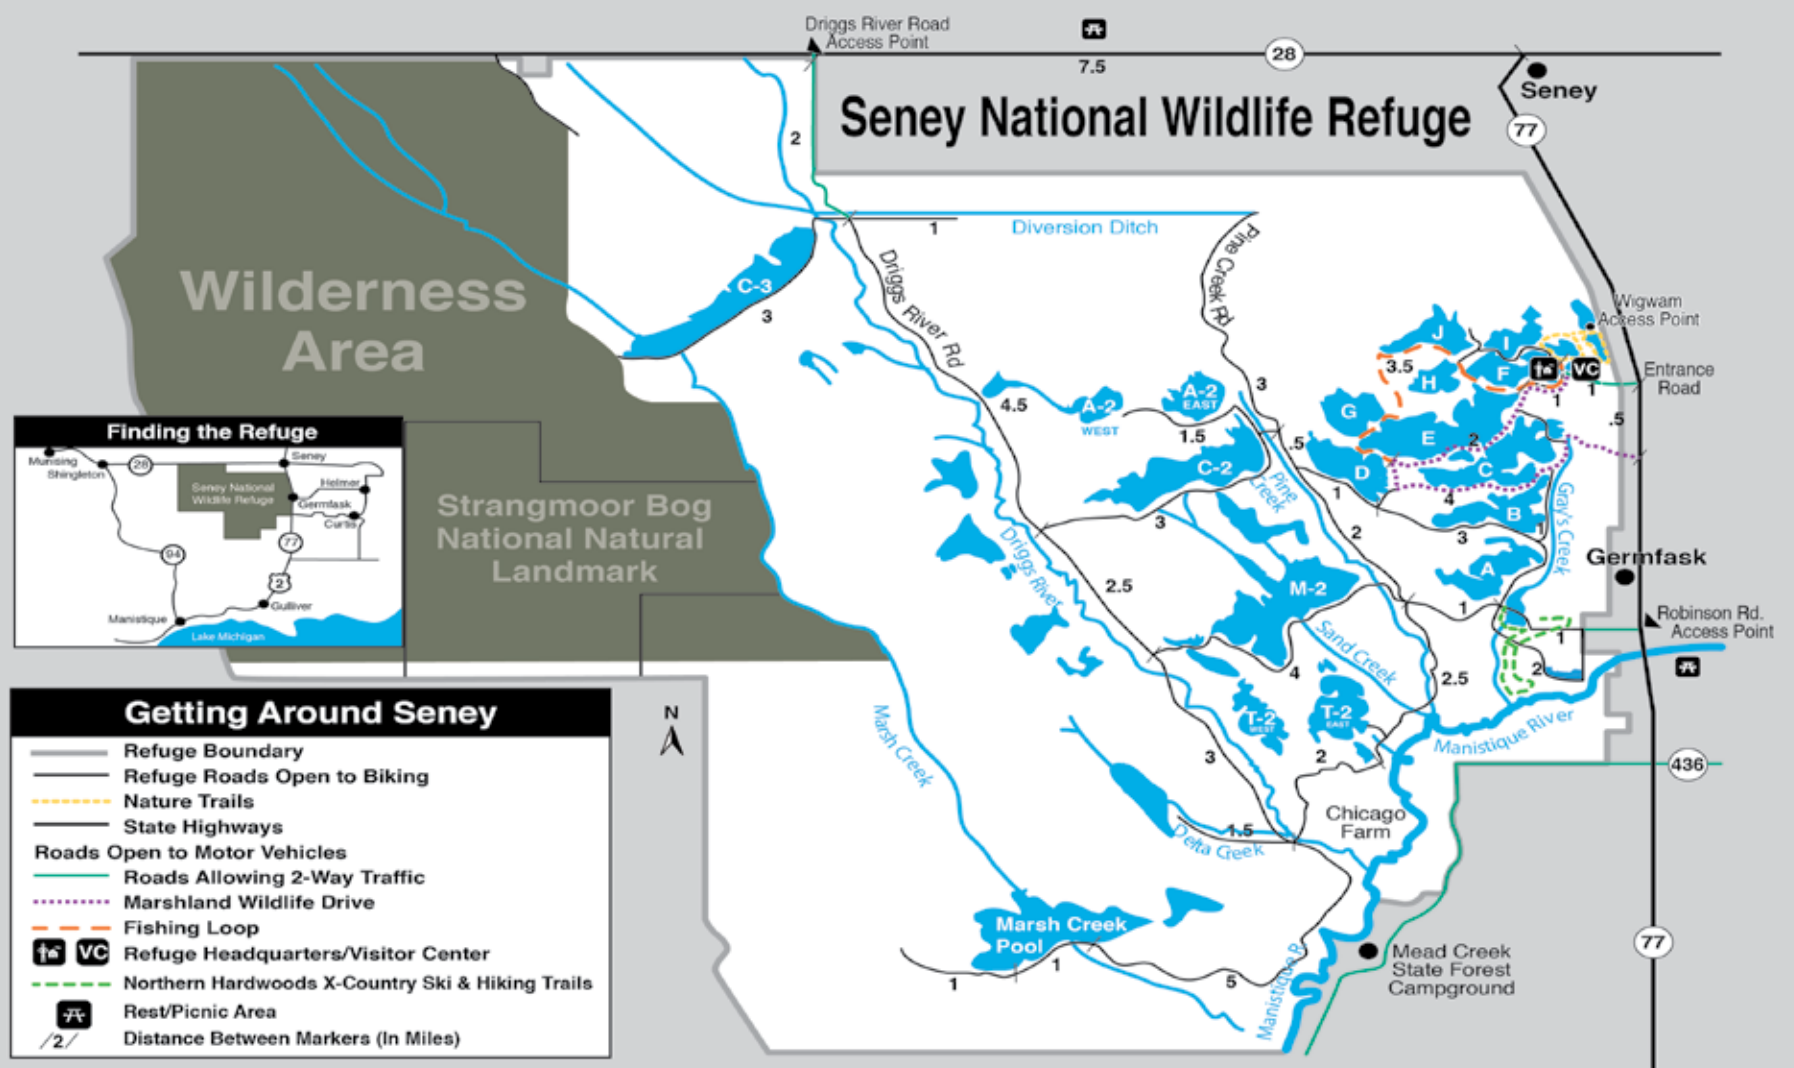 Driggs River Road
Access Point
28
7.5
Seney
77
Seney National Wildlife Refuge
2
1
Diversion Ditch
Pine Creek Rd
Driggs River Rd
Wilderness
Area
C-3
3
Wigwam
Access Point
Entrance
Road
J
I
3.5
H
F
VC
1
1
.5
G
E
2
3
4.5
A-2
WEST
A-2
EAST
1.5
.5
C-2
D
C
1
4
B
Pine
Creek
Gray's Creek
3
2
3
1
A
Germfask
Strangmoor Bog
National Natural
Landmark
Driggs River
2.5
M-2
1
Robinson Rd.
Access Point
1
2
Sand Creek
4
2.5
T-2
WEST
T-2
EAST
Manistique River
436
Marsh Creek
3
2
Chicago
Farm
1.5
Delta Creek
Marsh Creek
Pool
1
1
5
Manistique R.
Mead Creek
State Forest
Campground
77
N
Finding the Refuge
Munising
Shingleton
28
Seney
Seney National
Wildlife Refuge
Helmer
Germfask
Curtis
94
77
2
Gulliver
Manistique
Lake Michigan
Getting Around Seney
Refuge Boundary
Refuge Roads Open to Biking
Nature Trails
State Highways
Roads Open to Motor Vehicles
Roads Allowing 2-Way Traffic
Marshland Wildlife Drive
Fishing Loop
VC Refuge Headquarters/Visitor Center
Northern Hardwoods X-Country Ski & Hiking Trails
Rest/Picnic Area
/2/ Distance Between Markers (In Miles)